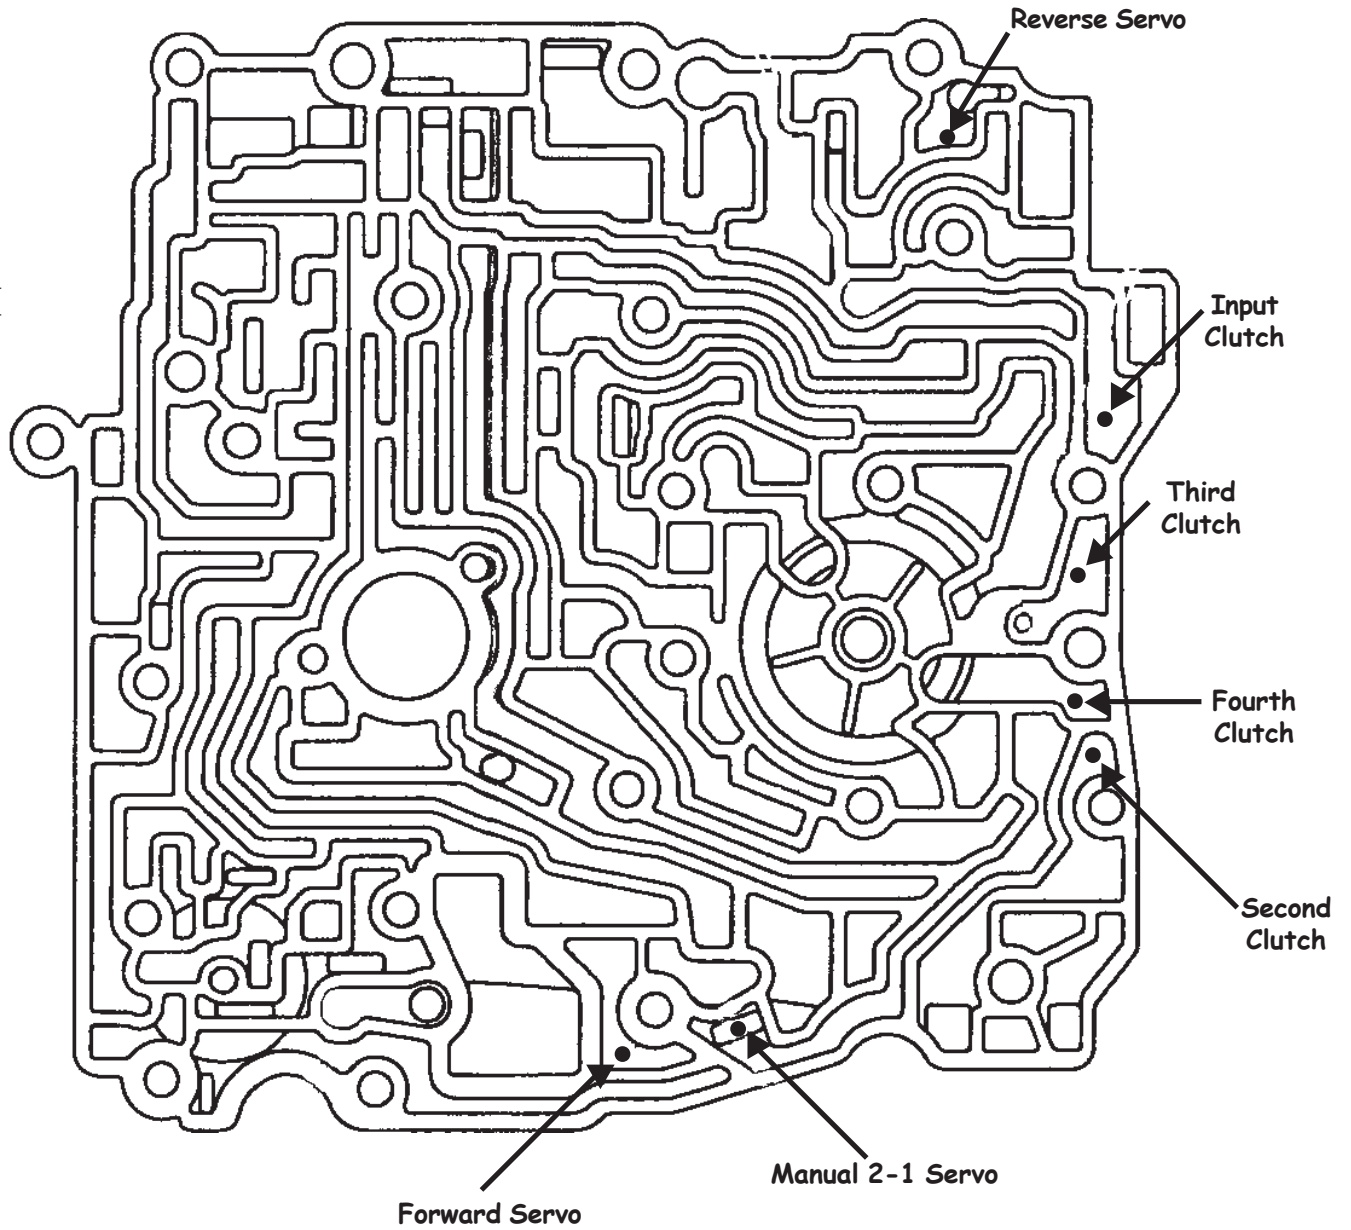 Reverse Servo
Input
Clutch
Third
Clutch
Fourth
Clutch
Second
Clutch
Manual 2-1 Servo
Forward Servo